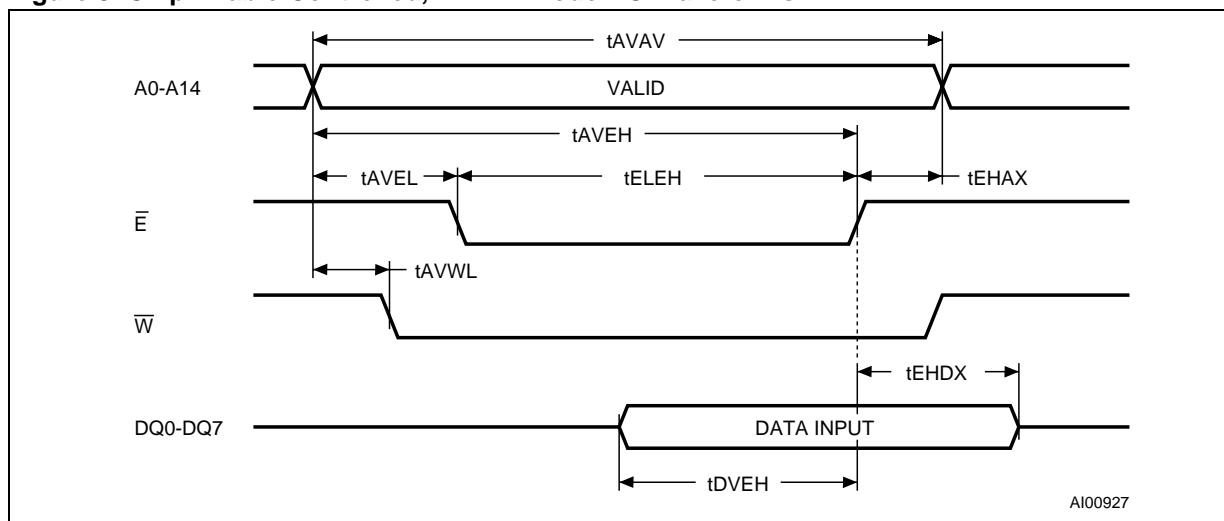 tAVAV
A0-A14 VALID
tAVEH
tAVEL tELEH tEHAX
E
tAVWL
W
tEHDX
DQ0-DQ7 DATA INPUT
tDVEH
AI00927